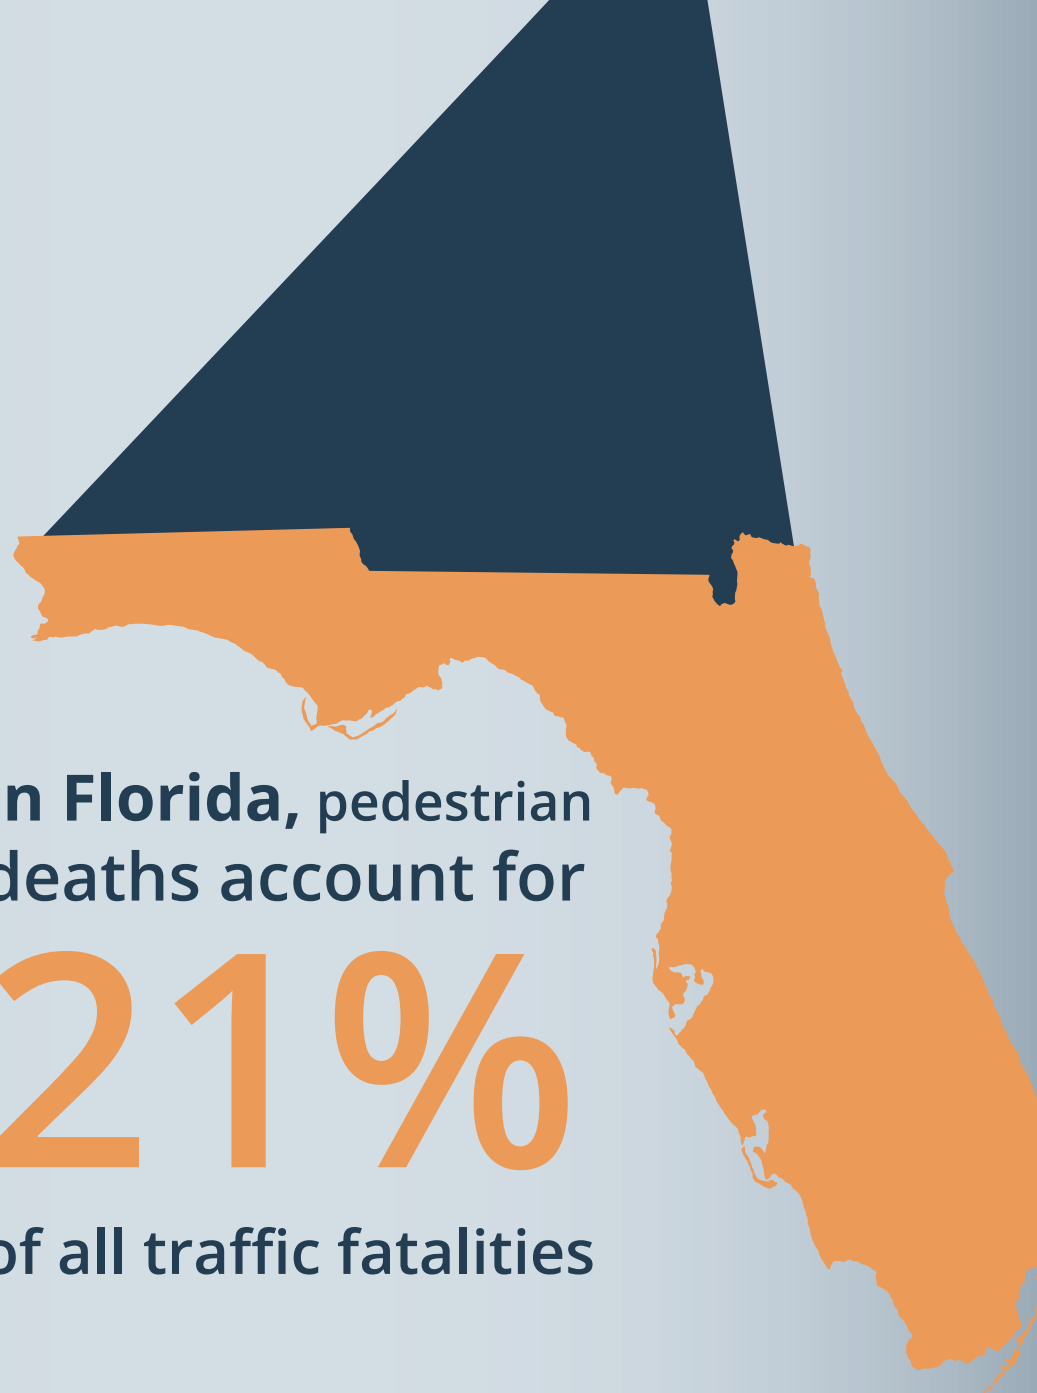 n Florida, pedestrian
deaths account for
21%
of all traffic fatalities